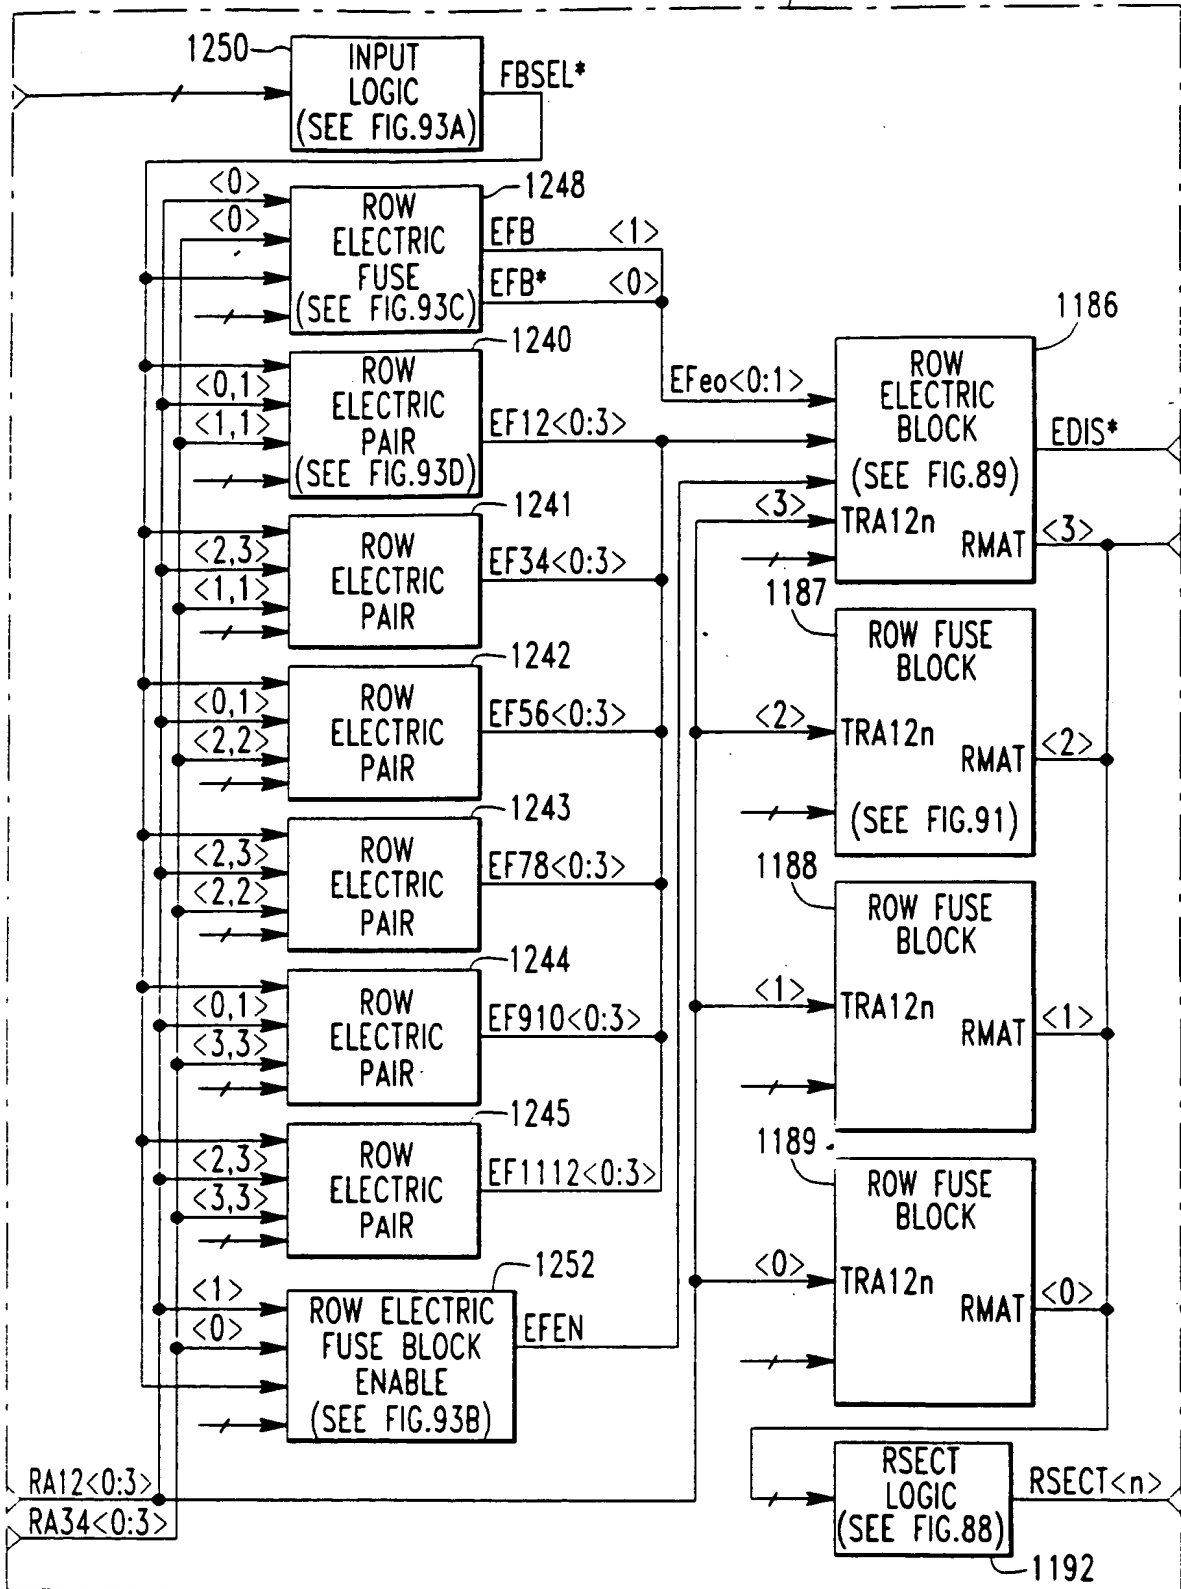 1250
INPUT
LOGIC
(SEE FIG.93A)
FBSEL*
<0>
<0>
1248
ROW
ELECTRIC
FUSE
(SEE FIG.93C)
EFB
<1>
EFB*
<0>
1240
<0,1>
<1,1>
ROW
ELECTRIC
PAIR
(SEE FIG.93D)
EF12<0:3>
1241
<2,3>
<1,1>
ROW
ELECTRIC
PAIR
EF34<0:3>
1242
<0,1>
<2,2>
ROW
ELECTRIC
PAIR
EF56<0:3>
1243
<2,3>
<2,2>
ROW
ELECTRIC
PAIR
EF78<0:3>
1244
<0,1>
<3,3>
ROW
ELECTRIC
PAIR
EF910<0:3>
1245
<2,3>
<3,3>
ROW
ELECTRIC
PAIR
EF1112<0:3>
1252
<1>
<0>
ROW ELECTRIC
FUSE BLOCK
ENABLE
(SEE FIG.93B)
EFEN
RA12<0:3>
RA34<0:3>
1186
EFeo<0:1>
ROW
ELECTRIC
BLOCK
(SEE FIG.89)
EDIS*
<3>
TRA12n
RMAT
<3>
1187
ROW FUSE
BLOCK
<2>
TRA12n
RMAT
<2>
(SEE FIG.91)
1188
ROW FUSE
BLOCK
<1>
TRA12n
RMAT
<1>
1189
ROW FUSE
BLOCK
<0>
TRA12n
RMAT
<0>
RSECT
LOGIC
(SEE FIG.88)
RSECT<n>
1192